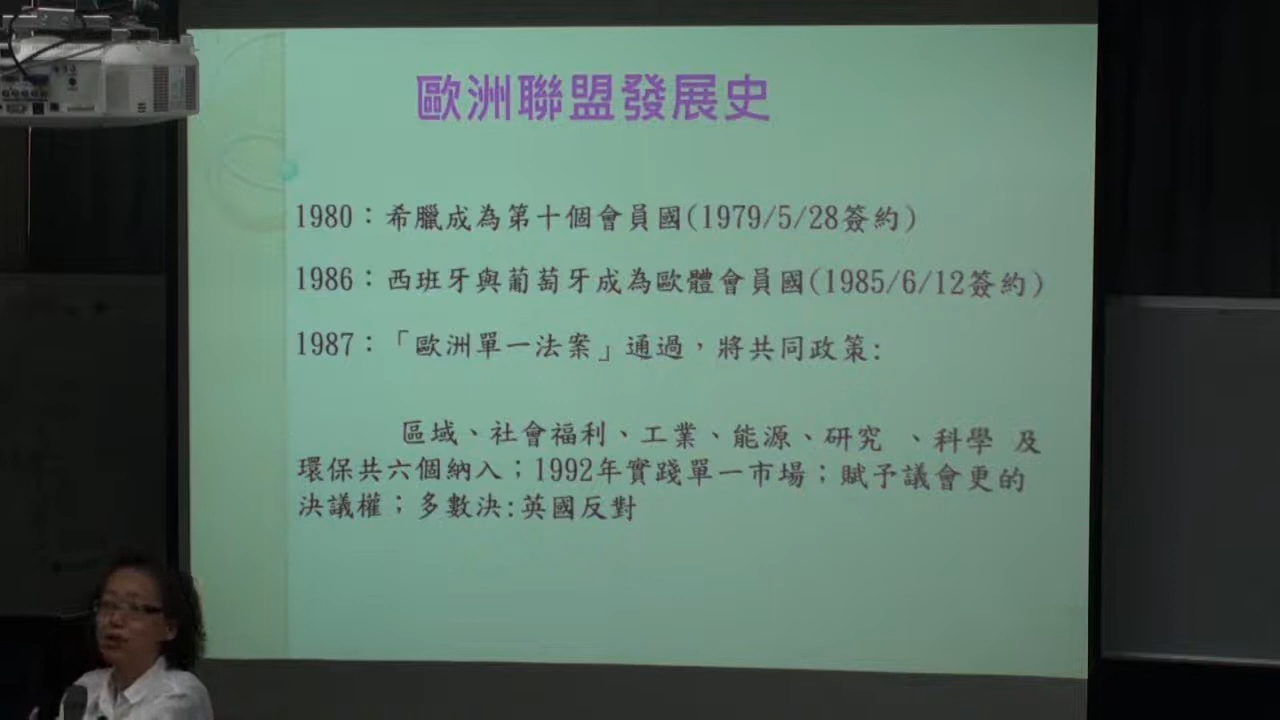 歐洲聯盟發展史
1980：希臘成為第十個會員國(1979/5/28簽約)
1986：西班牙與葡萄牙成為歐體會員國(1985/6/12簽約)
1987：「歐洲單一法案」通過，將共同政策:
區域、社會福利、工業、能源、研究 、科學 及
環保共六個納入；1992年實踐單一市場；賦予議會更的
決議權；多數決:英國反對